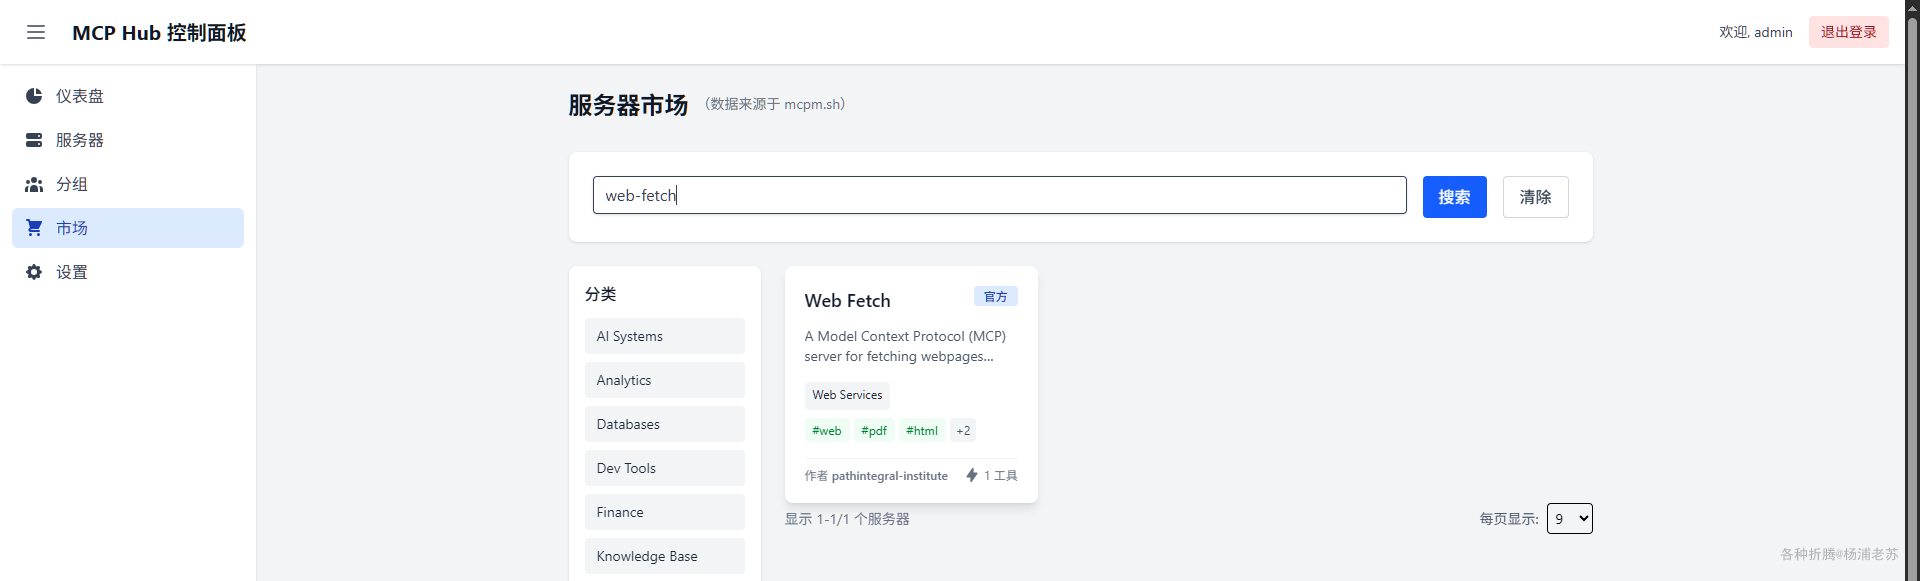 MCP Hub 控制面板
欢迎, admin
退出登录
仪表盘
服务器
分组
市场
设置
服务器市场 （数据来源于 mcpm.sh）
web-fetch
搜索
清除
分类
AI Systems
Analytics
Databases
Dev Tools
Finance
Knowledge Base
Web Fetch
官方
A Model Context Protocol (MCP)
server for fetching webpages...
Web Services
#web #pdf #html +2
作者 pathintegral-institute 1 工具
显示 1-1/1 个服务器
每页显示: 9
各种折腾@杨浦老苏